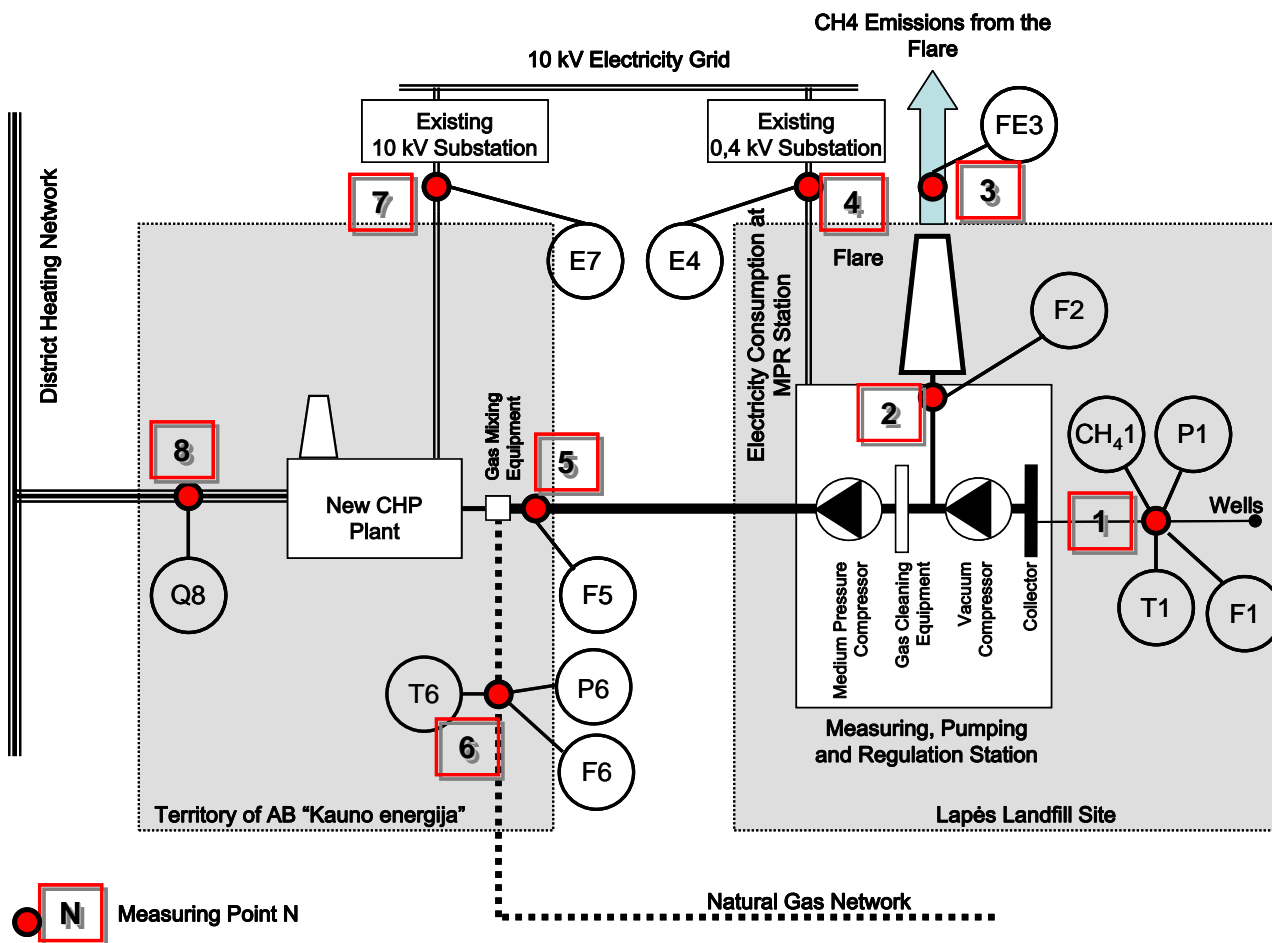 CH4 Emissions from the
Flare
10 kV Electricity Grid
Existing
10 kV Substation
Existing
0,4 kV Substation
FE3
7
4
3
E7
E4
Flare
F2
District Heating Network
Electricity Consumption at
MPR Station
2
8
Gas Mixing
Equipment
5
CH₄1
P1
New CHP
Plant
1
Wells
Q8
F5
Medium Pressure
Compressor
Gas Cleaning
Equipment
Vacuum
Compressor
Collector
T1
F1
T6
P6
6
F6
Measuring, Pumping
and Regulation Station
Territory of AB “Kauno energija”
Lapės Landfill Site
Natural Gas Network
N
Measuring Point N